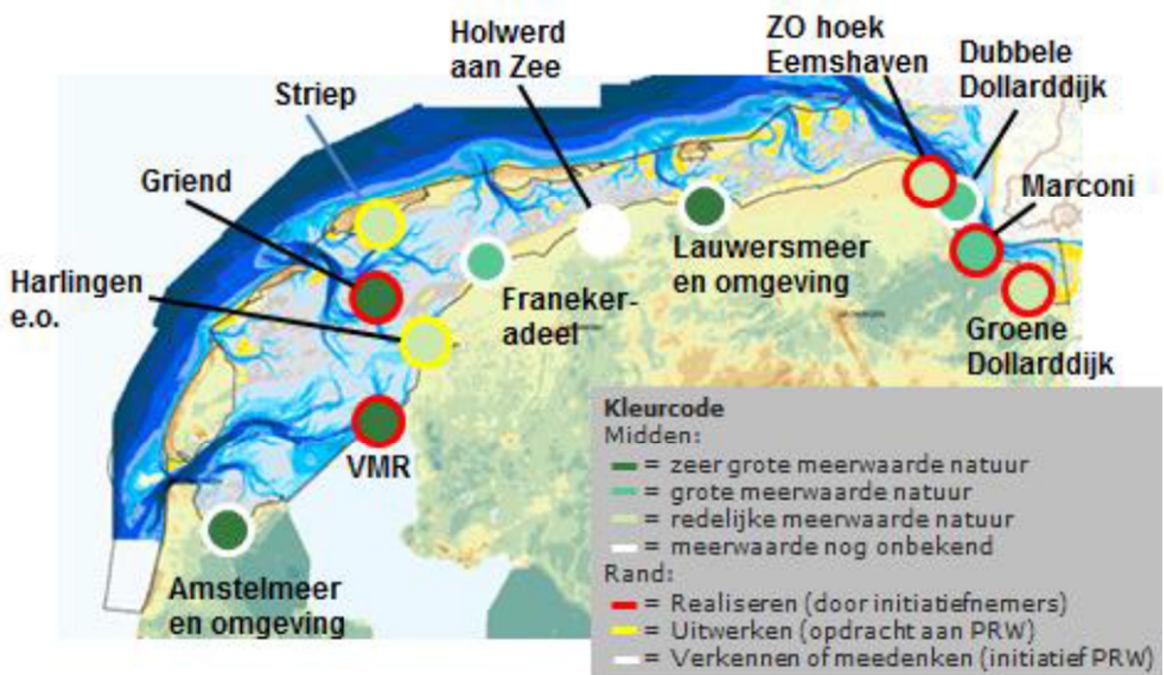 Holwerd
aan Zee
ZO hoek
Eemshaven
Dubbele
Dollarddijk
Striep
Griend
Marconi
Harlingen
e.o.
Lauwersmeer
en omgeving
Franeker-
adeel
Groene
Dollarddijk
VMR
Amstelmeer
en omgeving
Kleurcode
Midden:
= zeer grote meerwaarde natuur
= grote meerwaarde natuur
= redelijke meerwaarde natuur
= meerwaarde nog onbekend
Rand:
= Realiseren (door initiatiefnemers)
= Uitwerken (opdracht aan PRW)
= Verkennen of meedenken (initiatief PRW)